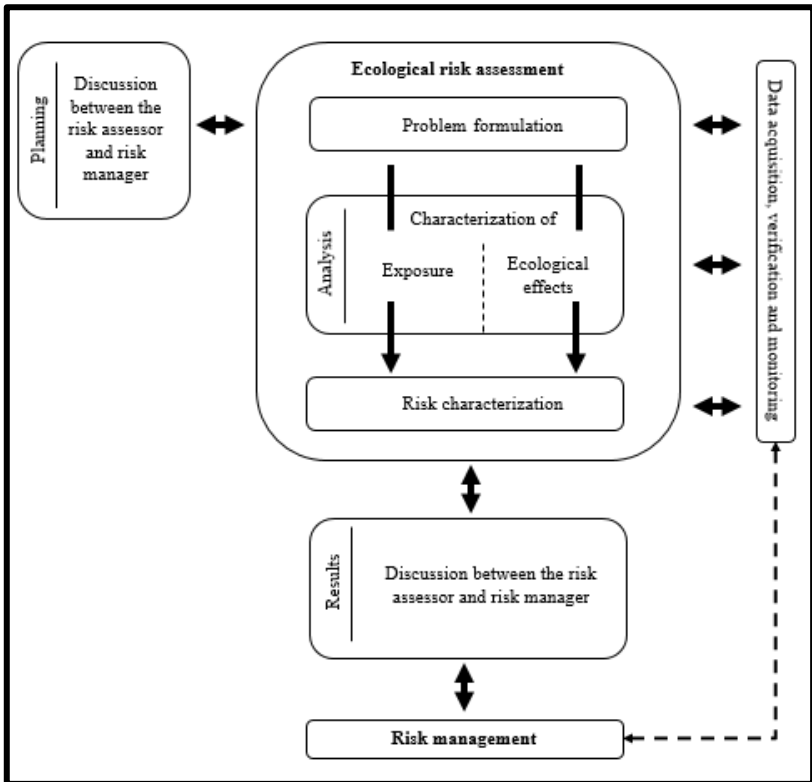 Planning
Discussion
between the
risk assessor
and risk
manager
Ecological risk assessment
Problem formulation
Analysis
Characterization of
Exposure
Ecological
effects
Risk characterization
Data acquisition, verification and monitoring
Results
Discussion between the risk
assessor and risk manager
Risk management